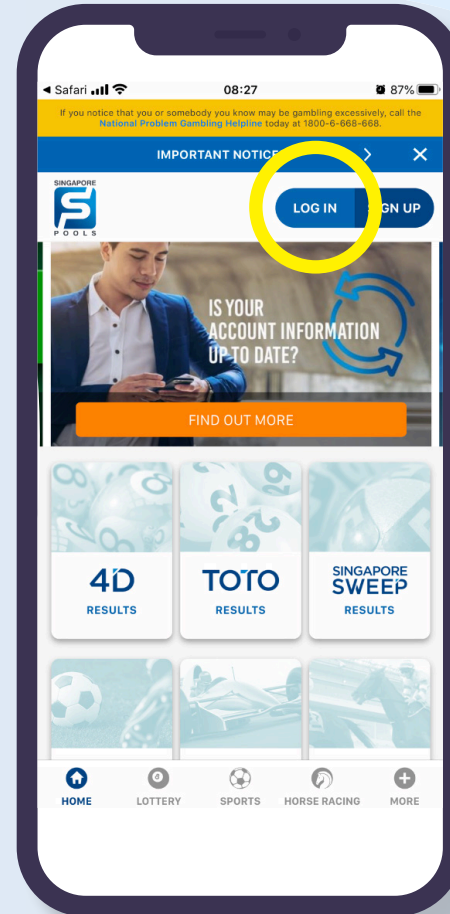 ◀ Safari
08:27
87%
If you notice that you or somebody you know may be gambling excessively, call the
National Problem Gambling Helpline today at 1800-6-668-668.
IMPORTANT NOTICE
SINGAPORE
POOLS
LOG IN
SIGN UP
IS YOUR
ACCOUNT INFORMATION
UP-TO DATE?
FIND OUT MORE
4D
RESULTS
TOTO
RESULTS
SINGAPORE
SWEEP
RESULTS
HOME
LOTTERY
SPORTS
HORSE RACING
MORE